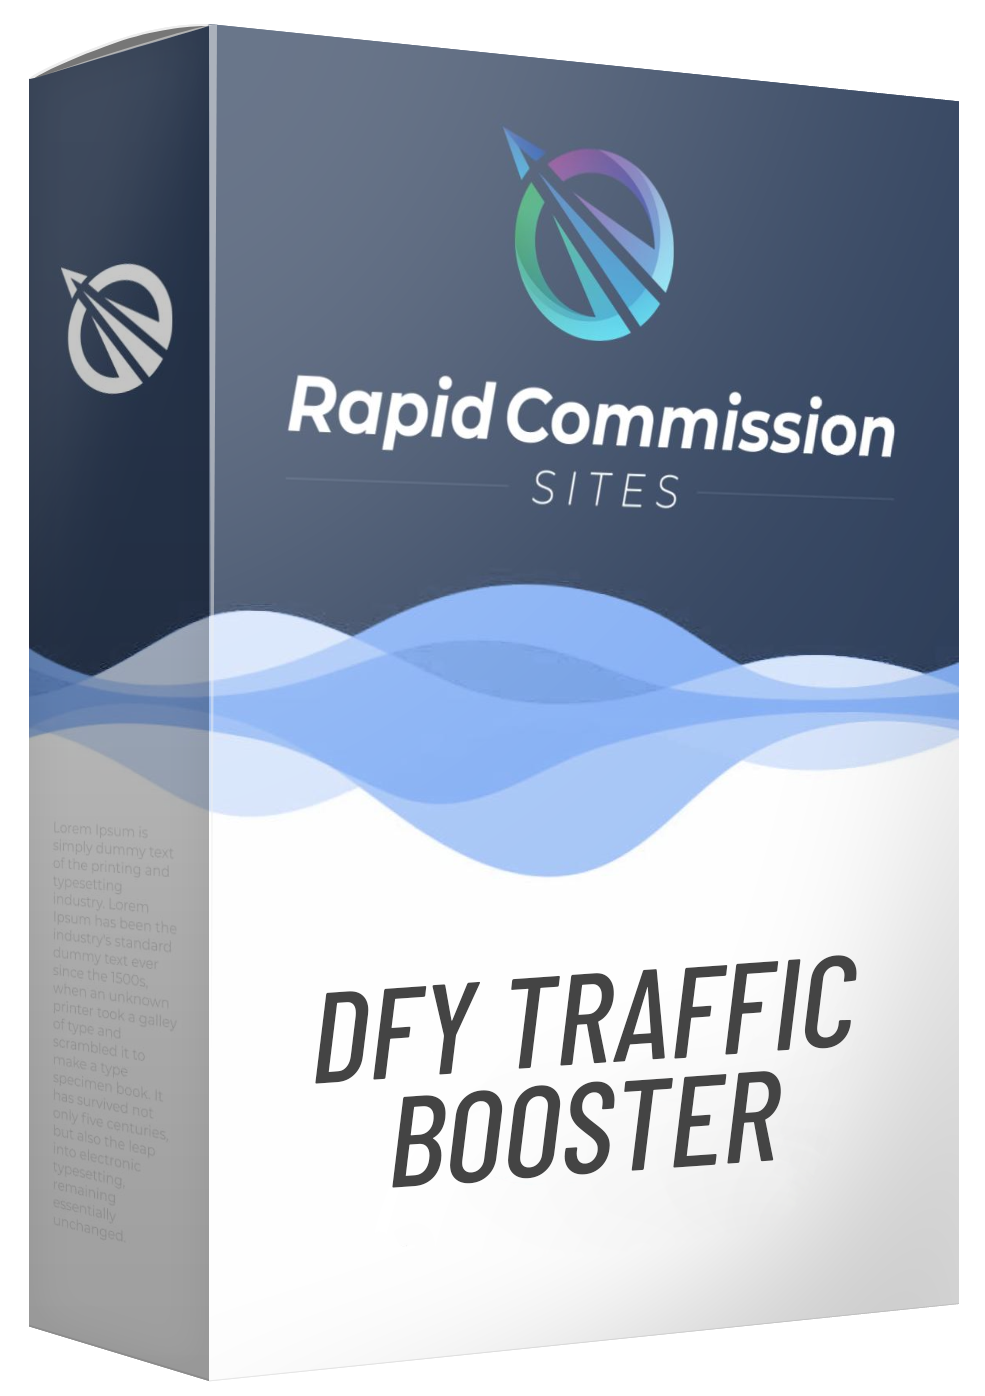 Rapid Commission
SITES
DFY TRAFFIC
BOOSTER
Lorem Ipsum is
simply dummy text
of the printing and
typesetting
industry. Lorem
Ipsum has been the
industry's standard
dummy text ever
since the 1500s,
when an unknown
printer took a galley
of type and
scrambled it to
make a type
specimen book. It
has survived not
only five centuries,
but also the leap
into electronic
typesetting,
remaining
essentially
unchanged.